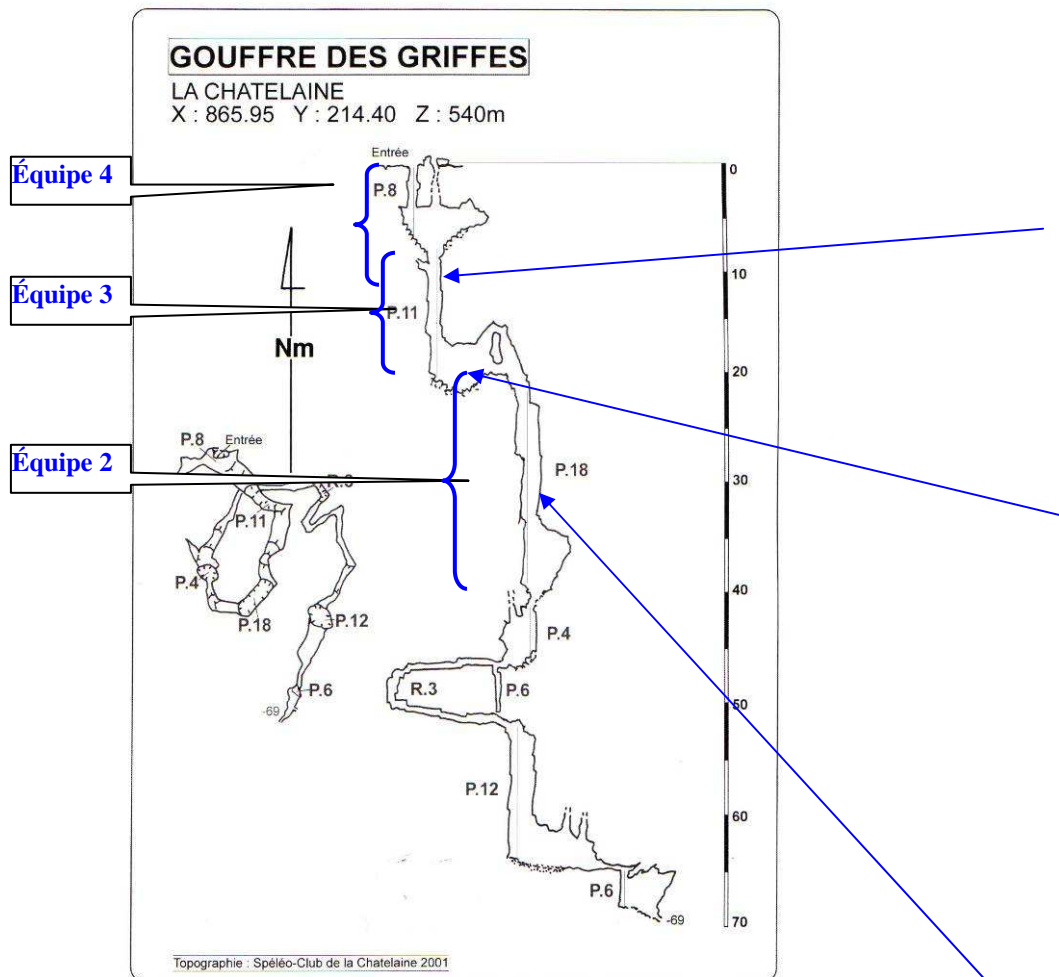 GOUFFRE DES GRIFFES
LA CHATELAINE
X : 865.95 Y : 214.40 Z : 540m
Équipe 4
Équipe 3
Équipe 2
Entrée
P.8
P.11
P.18
P.4
R.3
P.6
P.12
P.6
-69
0
10
20
30
40
50
60
70
Nm
P.8
Entrée
P.11
P.4
P.18
P.12
P.6
-69
Topographie : Spéléo-Club de la Chatelaine 2001